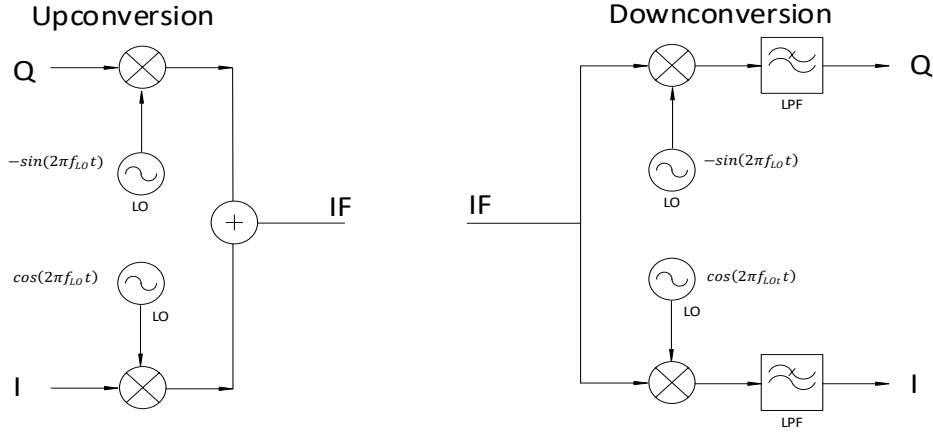 Upconversion
Q
−sin(2πf_LO t)
LO
IF
cos(2πf_LO t)
LO
I
Downconversion
Q
LPF
−sin(2πf_LO t)
LO
IF
cos(2πf_LOt t)
LO
I
LPF